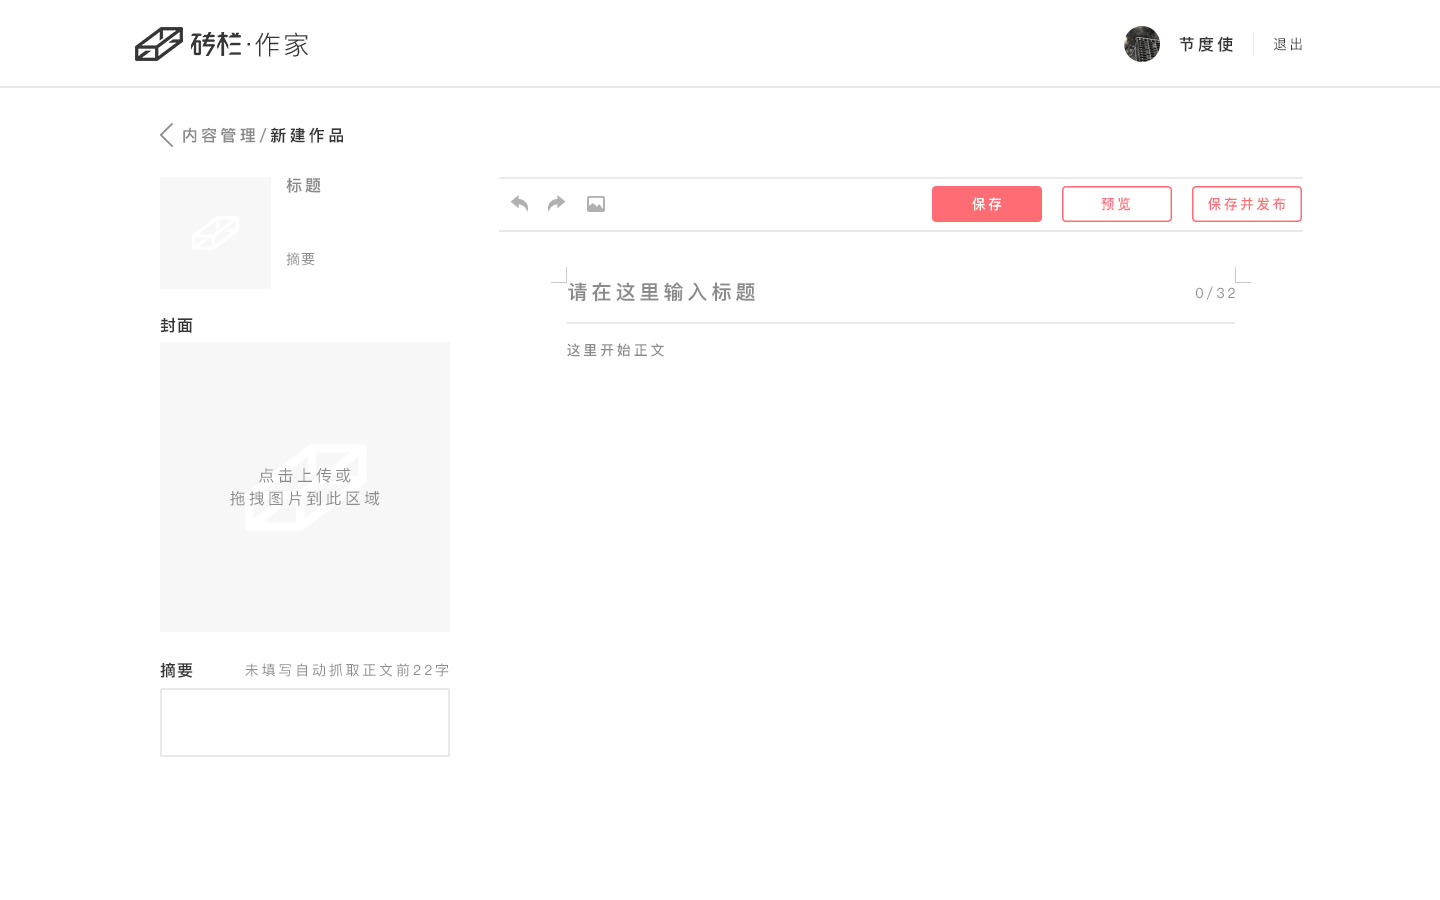 砖栏·作家
节度使
退出
内容管理/新建作品
标题
摘要
保存
预览
保存并发布
请在这里输入标题
0/32
这里开始正文
封面
点击上传或
拖拽图片到此区域
摘要
未填写自动抓取正文前22字